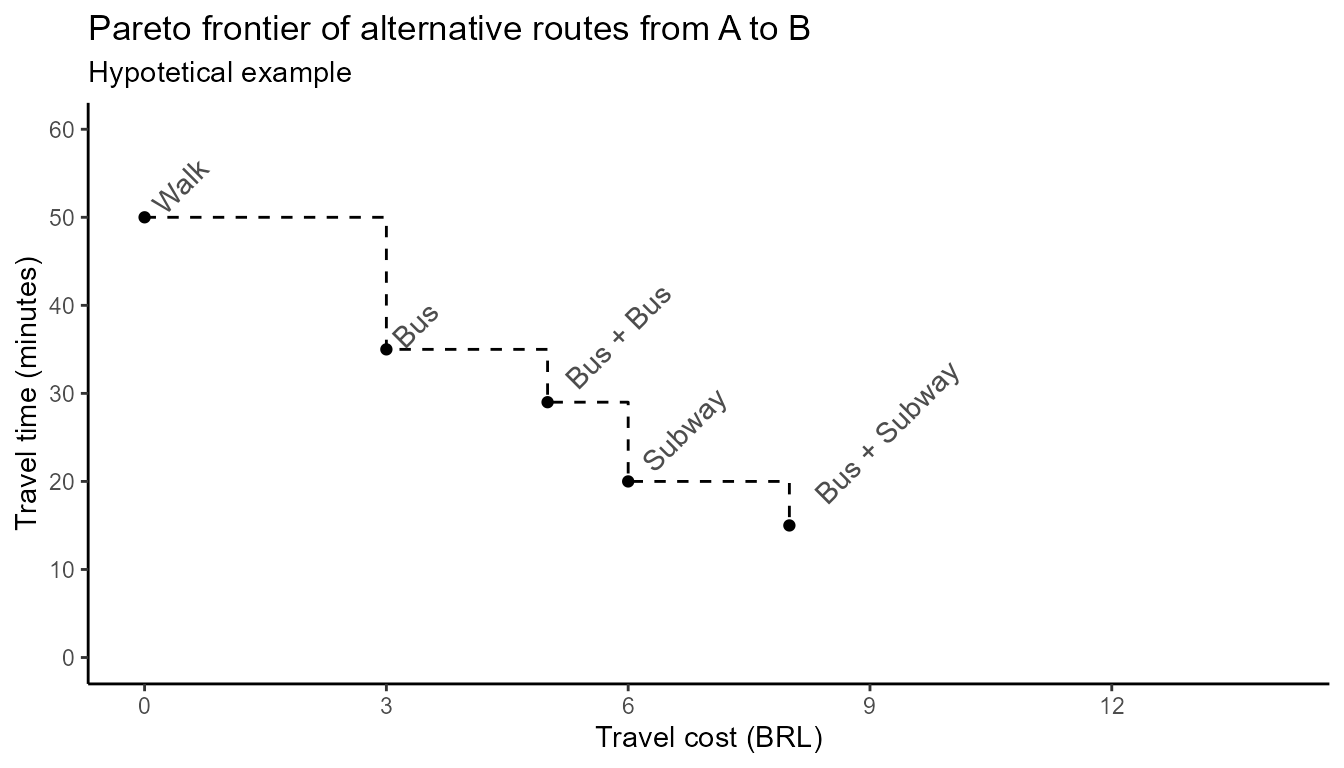 Pareto frontier of alternative routes from A to B
Hypotetical example
Travel time (minutes)
60
50
40
30
20
10
0
Walk
Bus
Bus + Bus
Subway
Bus + Subway
0
3
6
9
12
Travel cost (BRL)